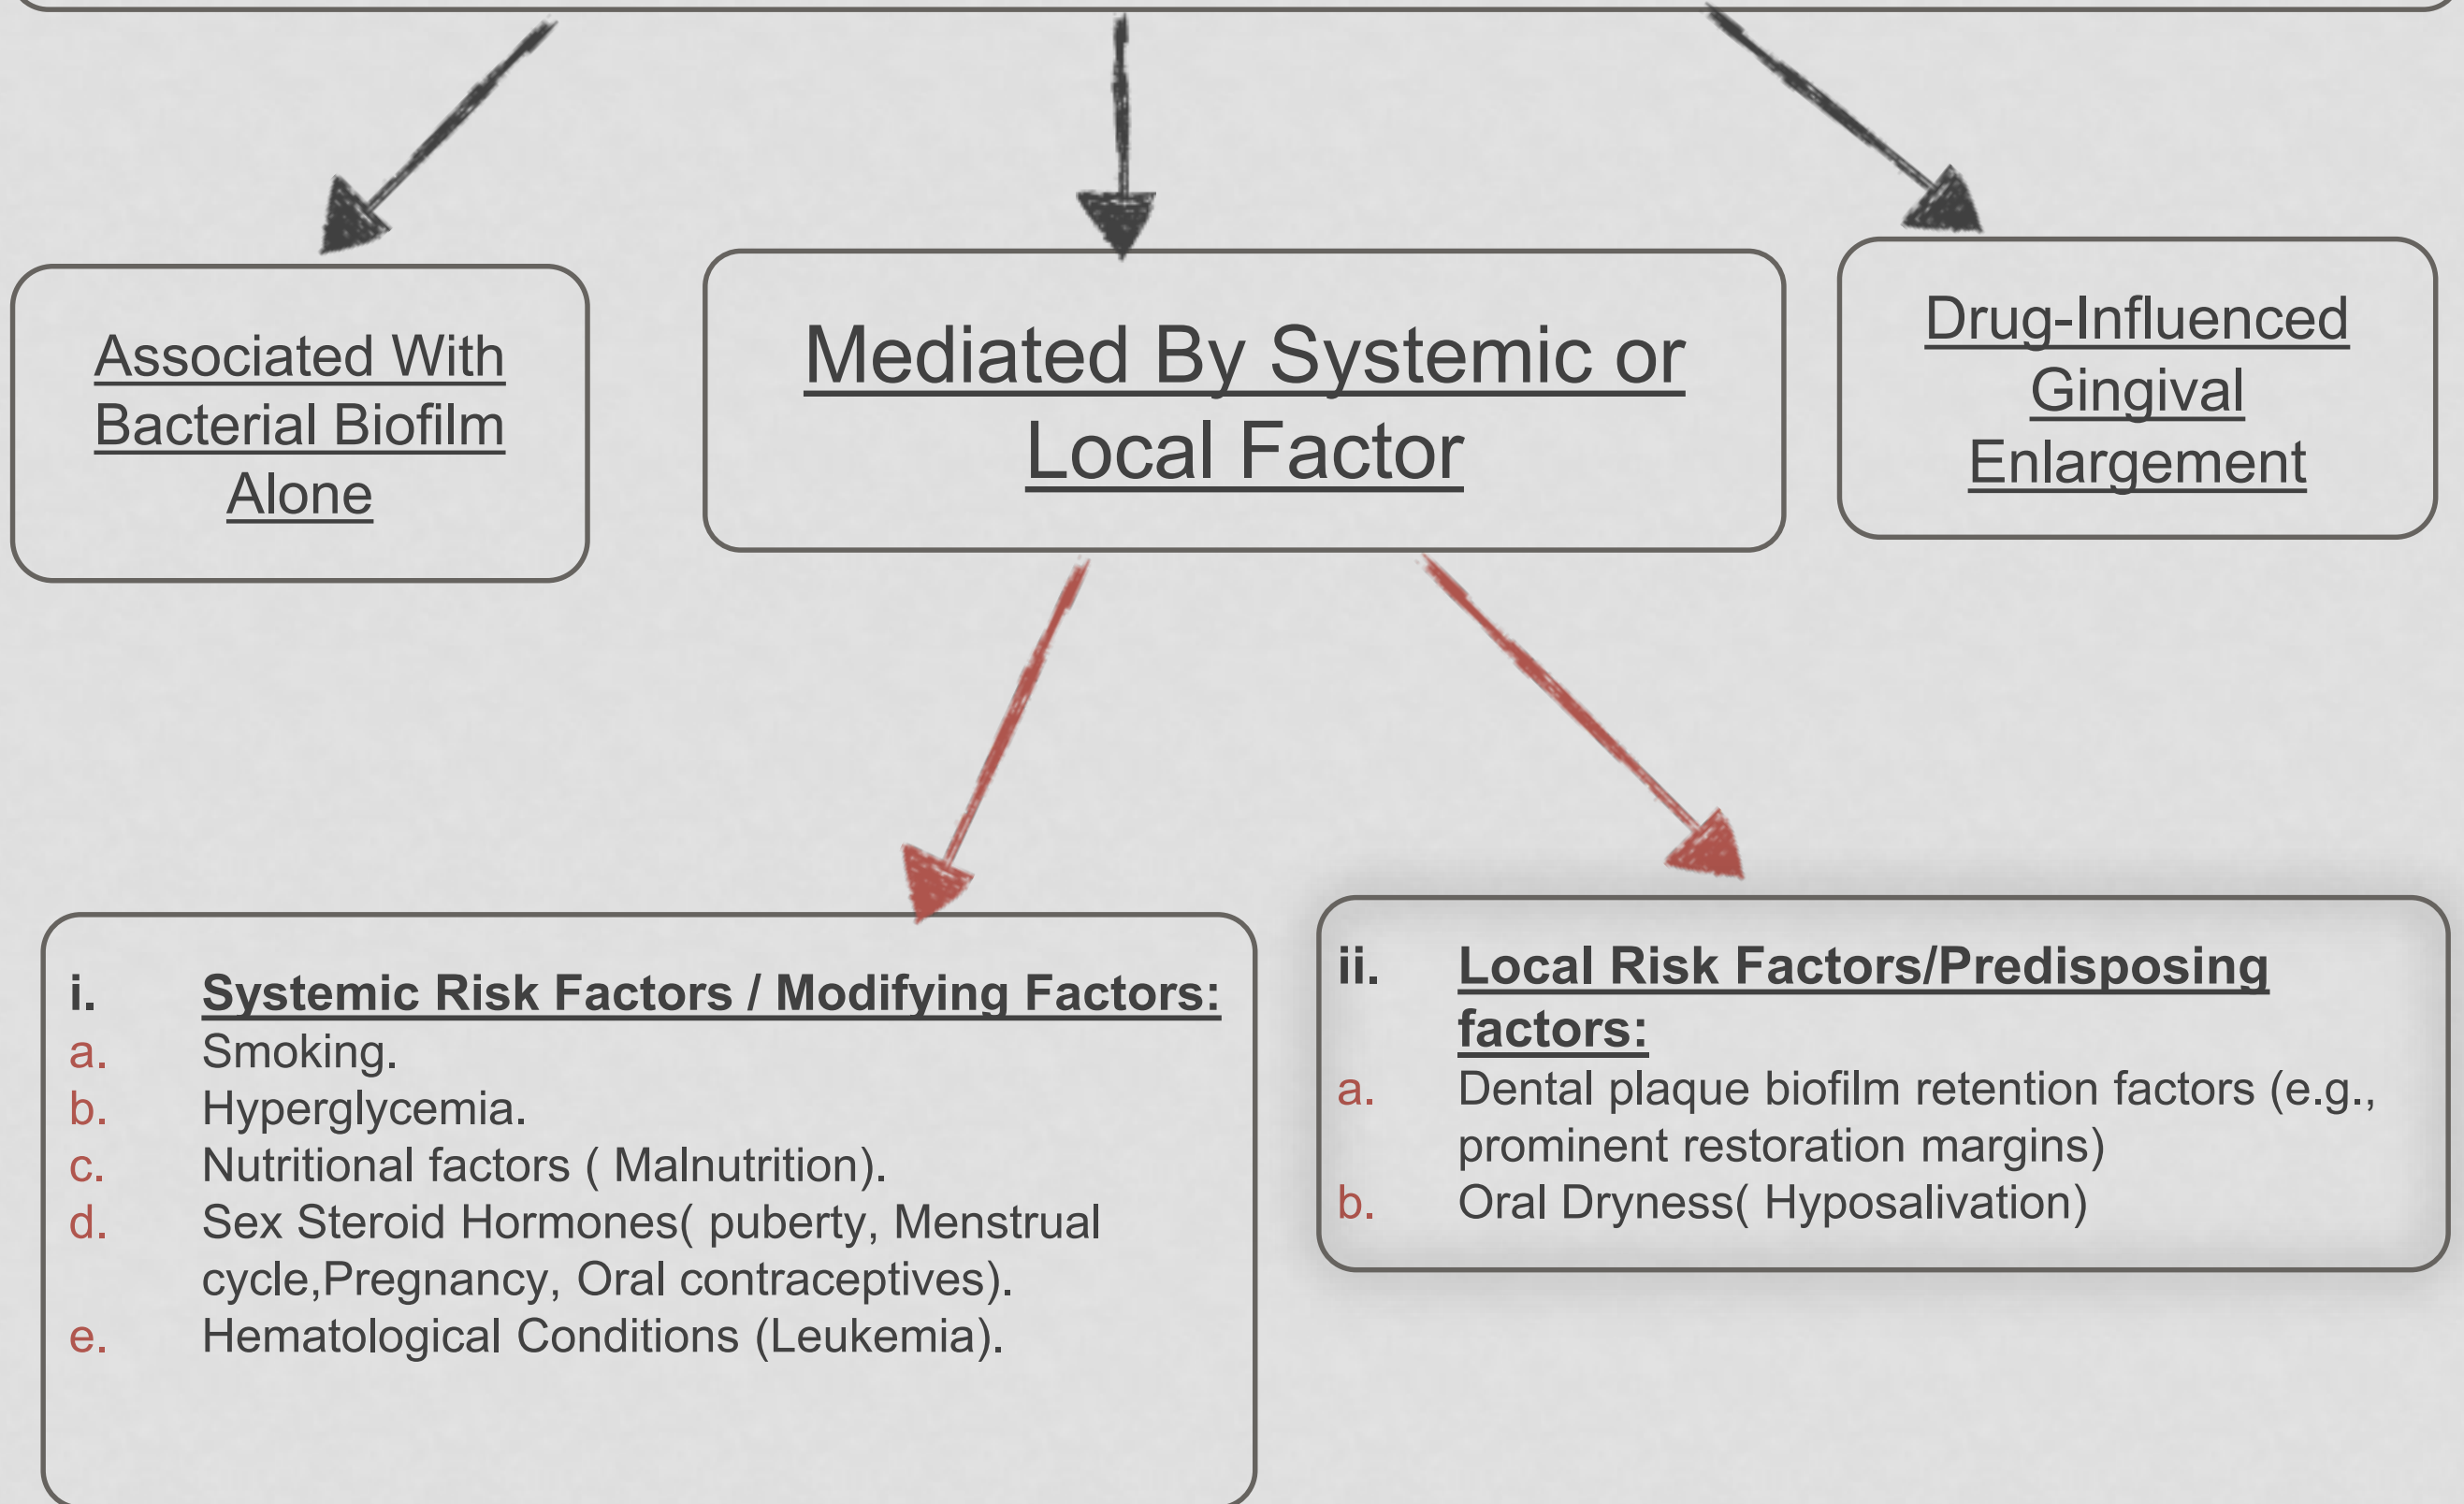 Associated With
Bacterial Biofilm
Alone
Mediated By Systemic or
Local Factor
Drug-Influenced
Gingival
Enlargement
i. Systemic Risk Factors / Modifying Factors:
a. Smoking.
b. Hyperglycemia.
c. Nutritional factors ( Malnutrition).
d. Sex Steroid Hormones( puberty, Menstrual
cycle,Pregnancy, Oral contraceptives).
e. Hematological Conditions (Leukemia).
ii. Local Risk Factors/Predisposing
factors:
a. Dental plaque biofilm retention factors (e.g.,
prominent restoration margins)
b. Oral Dryness( Hyposalivation)